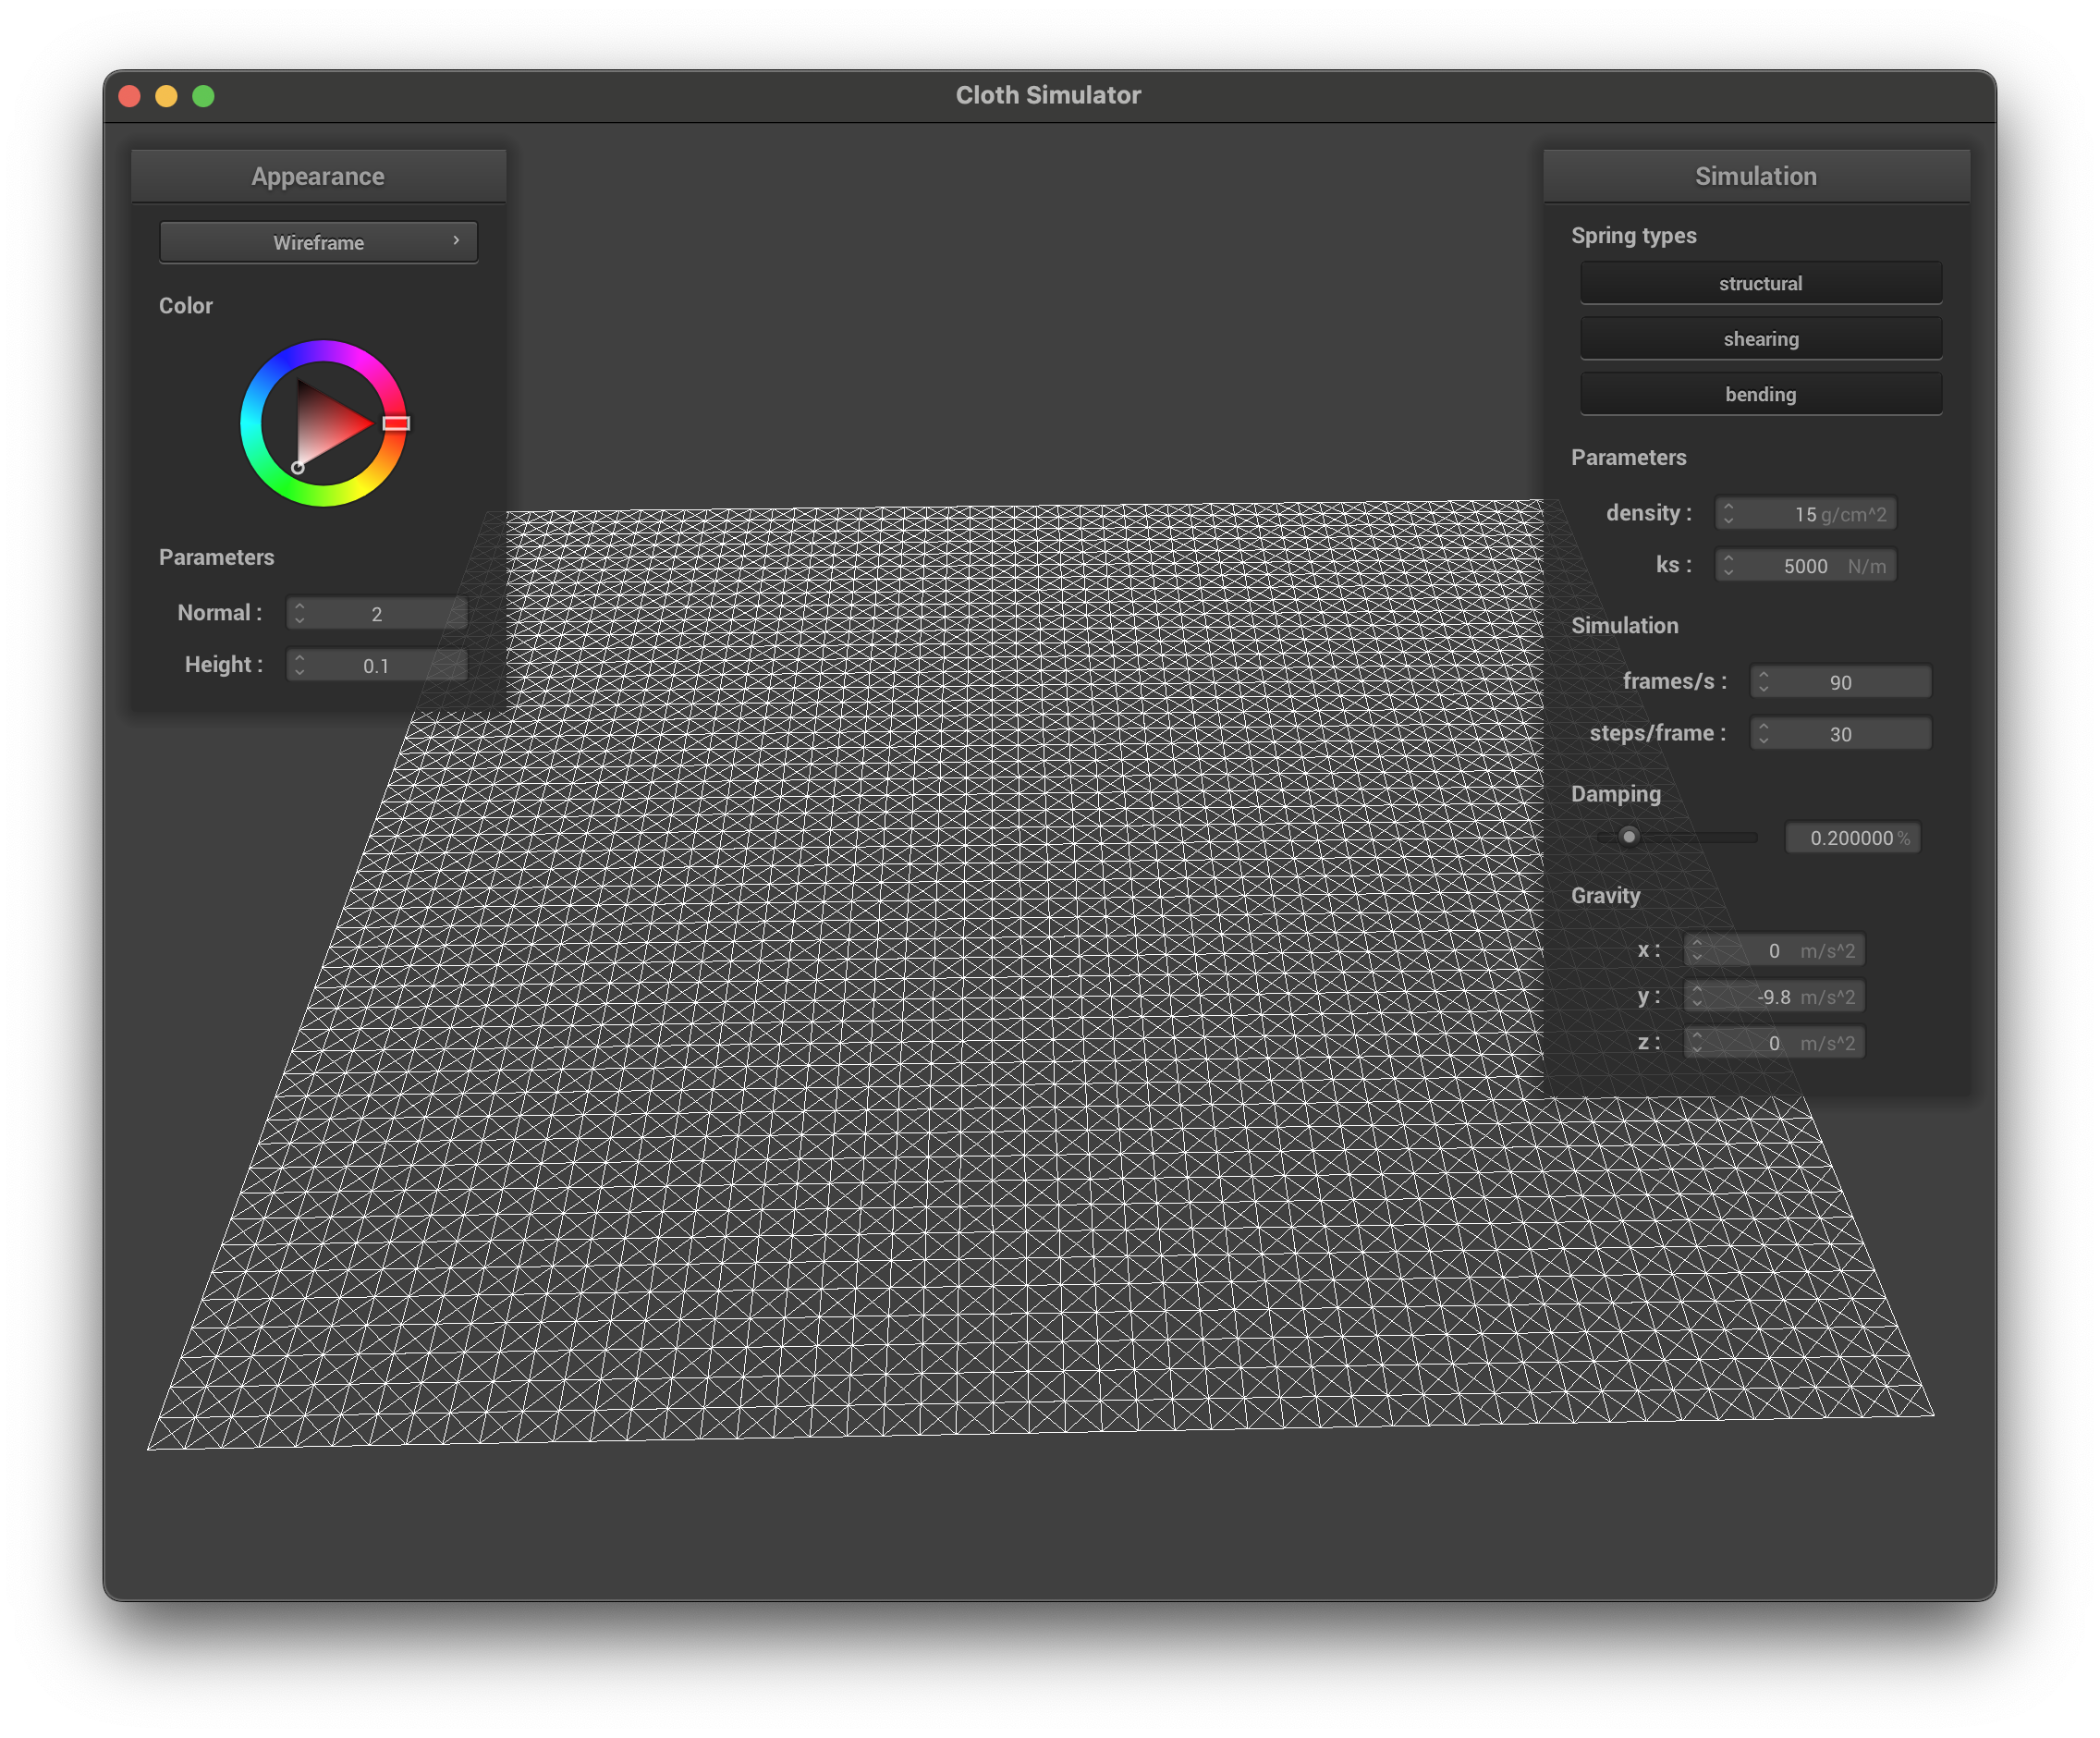 Cloth Simulator
Appearance
Wireframe
Color
Parameters
Normal : 2
Height : 0.1
Simulation
Spring types
structural
shearing
bending
Parameters
density : 15 g/cm^2
ks : 5000 N/m
Simulation
frames/s : 90
steps/frame : 30
Damping
0.200000 %
Gravity
x : 0 m/s^2
y : -9.8 m/s^2
z : 0 m/s^2